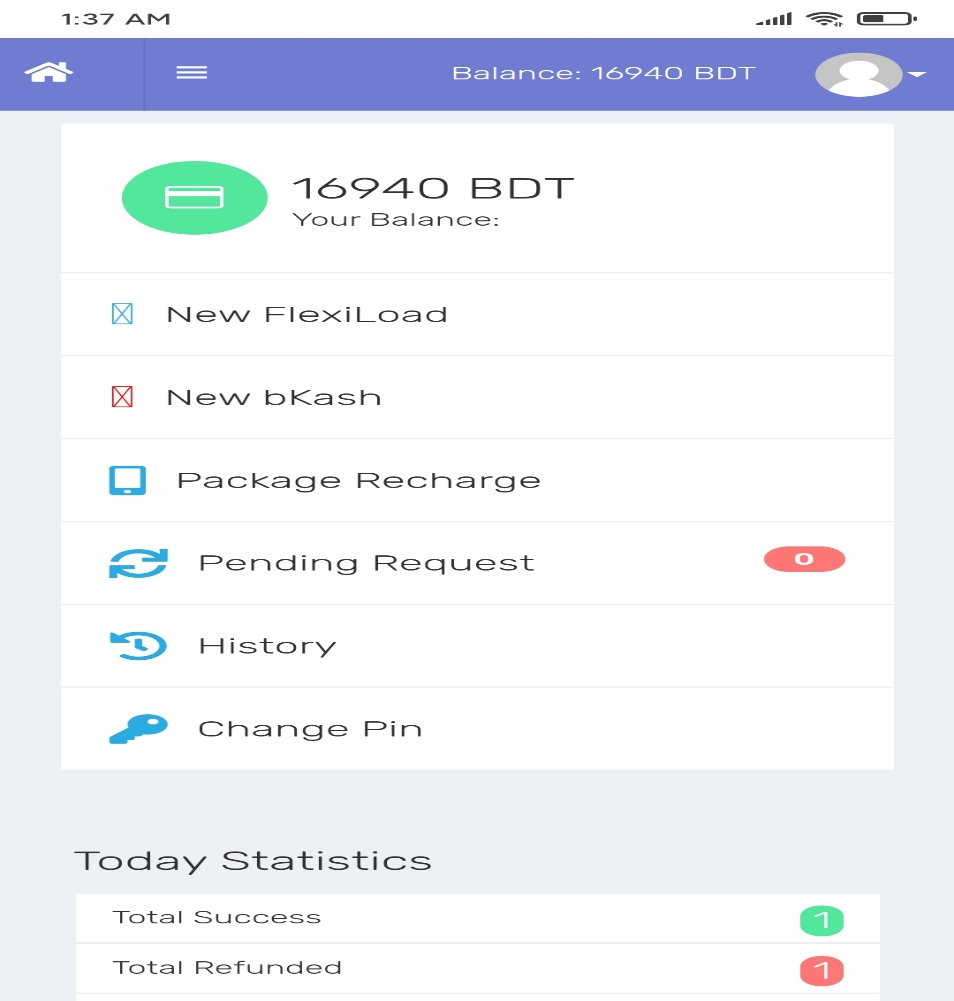 1:37 AM
Balance: 16940 BDT
16940 BDT
Your Balance:
New FlexiLoad
New bKash
Package Recharge
Pending Request 0
History
Change Pin
Today Statistics
Total Success 1
Total Refunded 1